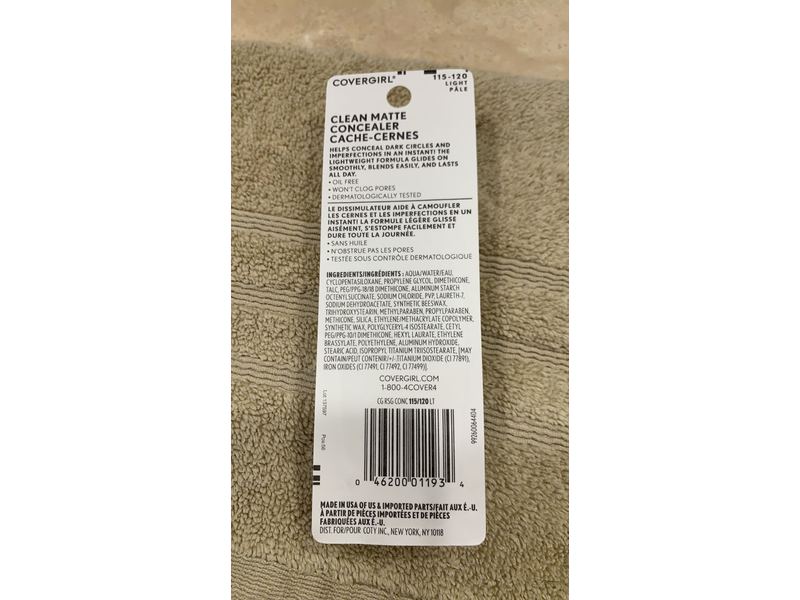 COVERGIRL®
115-120
LIGHT
PÂLE
CLEAN MATTE
CONCEALER
CACHE-CERNES
HELPS CONCEAL DARK CIRCLES AND
IMPERFECTIONS IN AN INSTANT! THE
LIGHTWEIGHT FORMULA GLIDES ON
SMOOTHLY, BLENDS EASILY, AND LASTS
ALL DAY.
• OIL FREE
• WON'T CLOG PORES
• DERMATOLOGICALLY TESTED
LE DISSIMULATEUR AIDE À CAMOUFLER
LES CERNES ET LES IMPERFECTIONS EN UN
INSTANT! LA FORMULE LÉGÈRE GLISSE
AISÉMENT, S'ESTOMPE FACILEMENT ET
DURE TOUTE LA JOURNÉE.
• SANS HUILE
• N'OBSTRUE PAS LES PORES
• TESTÉE SOUS CONTRÔLE DERMATOLOGIQUE
INGREDIENTS/INGRÉDIENTS : AQUA/WATER/EAU,
CYCLOPENTASILOXANE, PROPYLENE GLYCOL, DIMETHICONE,
TALC, PEG/PPG-18/18 DIMETHICONE, ALUMINUM STARCH
OCTENYLSUCCINATE, SODIUM CHLORIDE, PVP, LAURETH-7,
SODIUM DEHYDROACETATE, SYNTHETIC BEESWAX,
TRIHYDROXYSTEARIN, METHYLPARABEN, PROPYLPARABEN,
METHICONE, SILICA, ETHYLENE/METHACRYLATE COPOLYMER,
SYNTHETIC WAX, POLYGLYCERYL-4 ISOSTEARATE, CETYL
PEG/PPG-10/1 DIMETHICONE, HEXYL LAURATE, ETHYLENE
BRASSYLATE, POLYETHYLENE, ALUMINUM HYDROXIDE,
STEARIC ACID, ISOPROPYL TITANIUM TRIISOSTEARATE, [MAY
CONTAIN/PEUT CONTENIR/+/-:TITANIUM DIOXIDE (CI 77891),
IRON OXIDES (CI 77491, CI 77492, CI 77499)].
COVERGIRL.COM
1-800-4COVER4
CG RSG CONC 115/120 LT
Lot 137597
Pos 56
99260064404
0 46200 01193 4
MADE IN USA OF US & IMPORTED PARTS/FAIT AUX É.-U.
À PARTIR DE PIÈCES IMPORTÉES ET DE PIÈCES
FABRIQUÉES AUX É.-U.
DIST. FOR/POUR COTY INC., NEW YORK, NY 10118